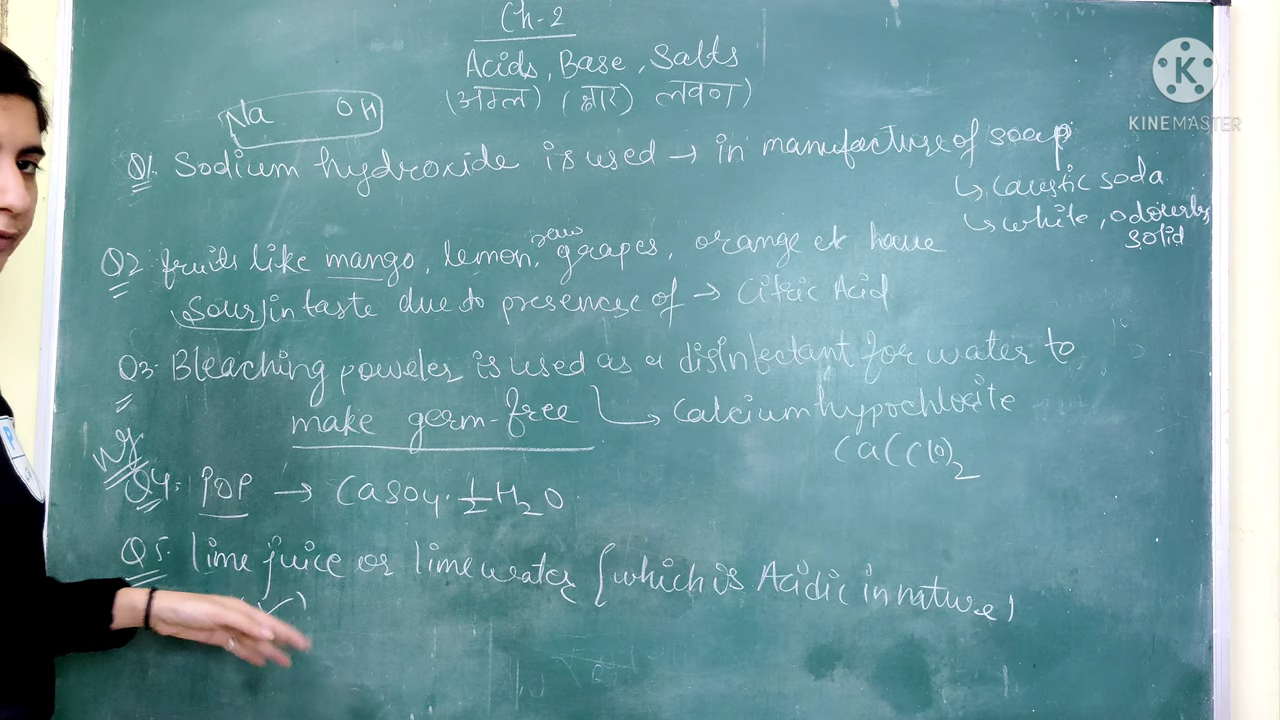 Ch-2
Acids, Base, Salts
(अम्ल) (क्षार) लवण)
Na OH
Q1. Sodium hydroxide is used → in manufacture of soap
↳ Caustic soda
↳ white, odourless
solid
Q2 fruits like mango, lemon, raw grapes, orange et have
(Sour) in taste due to presence of → Citric Acid
Q3. Bleaching powder is used as a disinfectant for water to
make germ-free → Calcium hypochlorite
Ca(ClO)2
Q4. POP → CaSO4. 1/2 H2O
Q5. Lime juice or lime water (which is Acidic in nature)
K
KINEMASTER